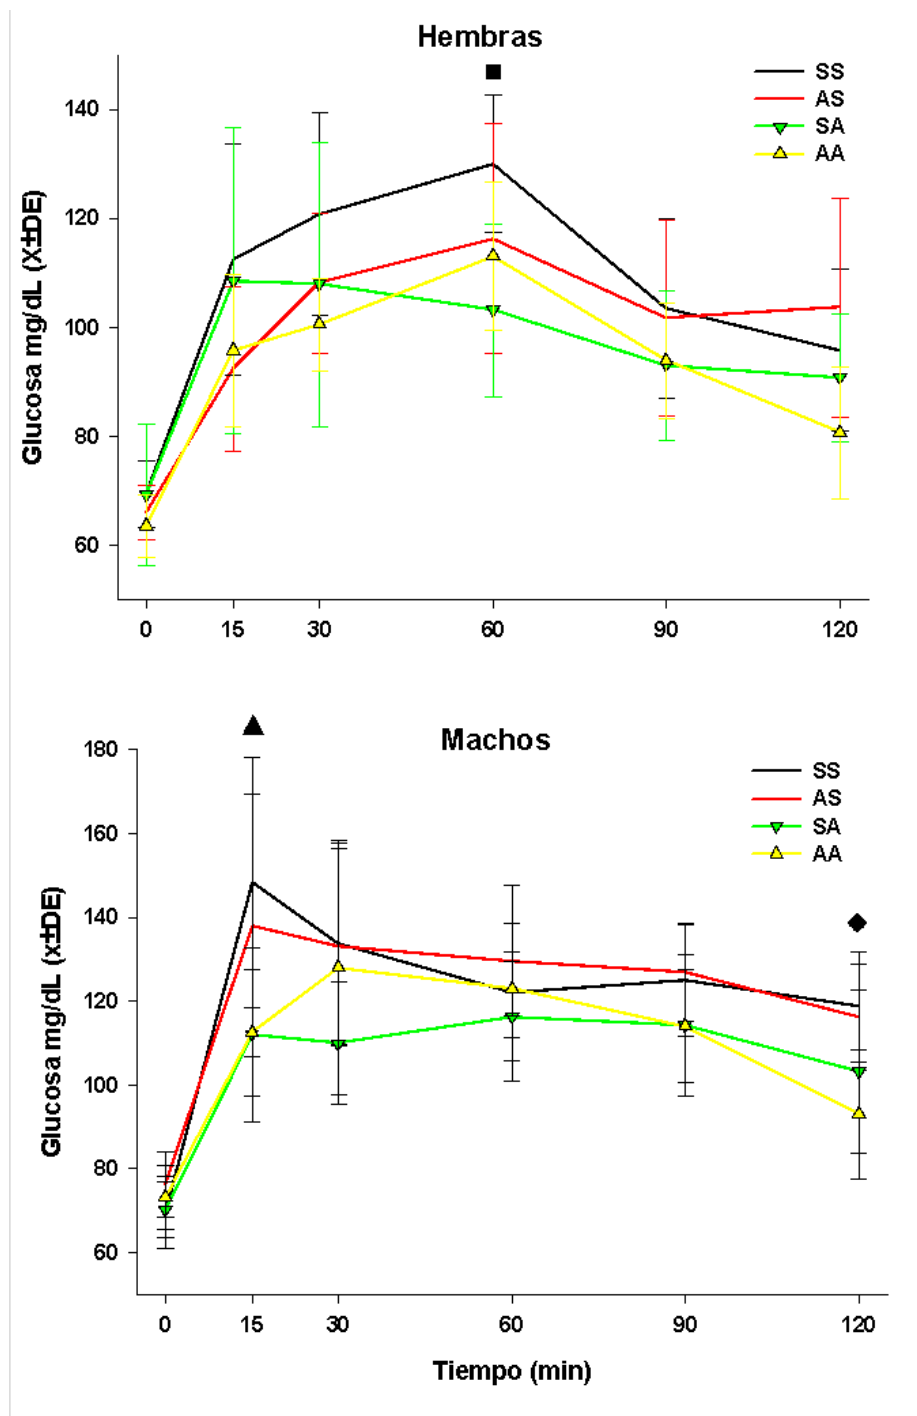 Hembras
SS
AS
SA
AA
Glucosa mg/dL (X±DE)
140
120
100
80
60
0 15 30 60 90 120
Machos
SS
AS
SA
AA
Glucosa mg/dL (x±DE)
180
160
140
120
100
80
60
0 15 30 60 90 120
Tiempo (min)